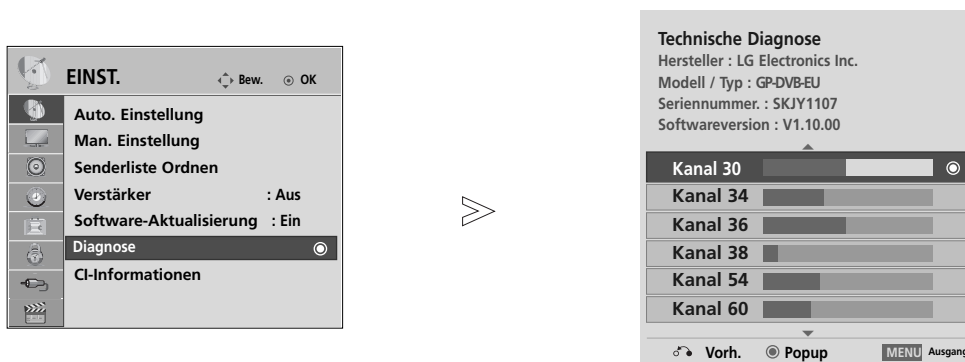 EINST.
Bew. OK
Auto. Einstellung
Man. Einstellung
Senderliste Ordnen
Verstärker : Aus
Software-Aktualisierung : Ein
Diagnose
CI-Informationen
Technische Diagnose
Hersteller : LG Electronics Inc.
Modell / Typ : GP-DVB-EU
Seriennummer. : SKJY1107
Softwareversion : V1.10.00
Kanal 30
Kanal 34
Kanal 36
Kanal 38
Kanal 54
Kanal 60
Vorh. Popup MENU Ausgang